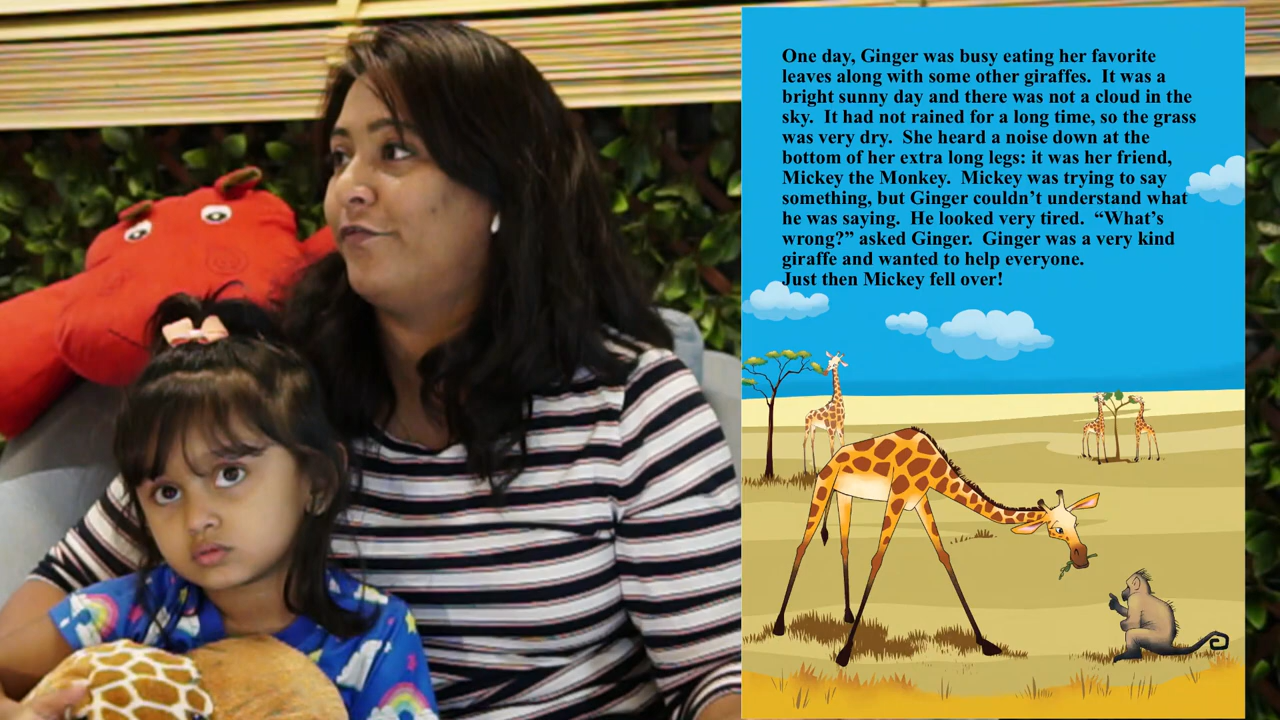 One day, Ginger was busy eating her favorite
leaves along with some other giraffes.  It was a
bright sunny day and there was not a cloud in the
sky.  It had not rained for a long time, so the grass
was very dry.  She heard a noise down at the
bottom of her extra long legs: it was her friend,
Mickey the Monkey.  Mickey was trying to say
something, but Ginger couldn’t understand what
he was saying.  He looked very tired.  “What’s
wrong?” asked Ginger.  Ginger was a very kind
giraffe and wanted to help everyone.
Just then Mickey fell over!